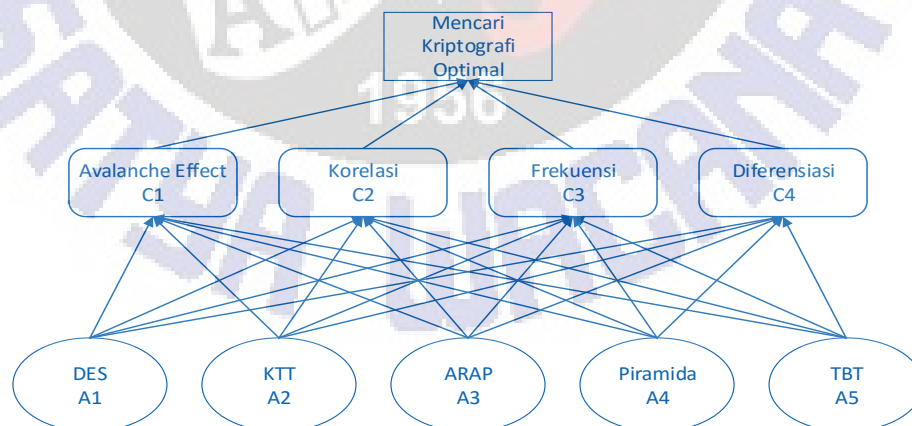 Mencari
Kriptografi
Optimal
1956
Avalanche Effect
C1
Korelasi
C2
Frekuensi
C3
Diferensiasi
C4
DES
A1
KTT
A2
ARAP
A3
Piramida
A4
TBT
A5